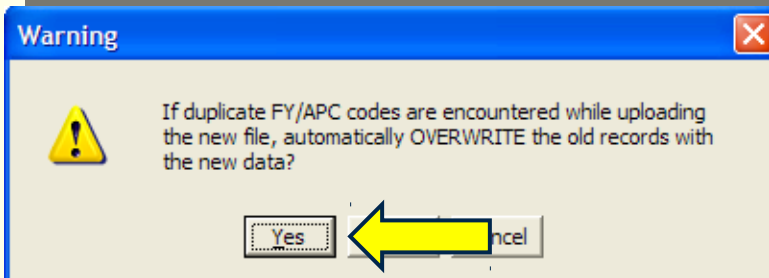 Warning
If duplicate FY/APC codes are encountered while uploading
the new file, automatically OVERWRITE the old records with
the new data?
Yes